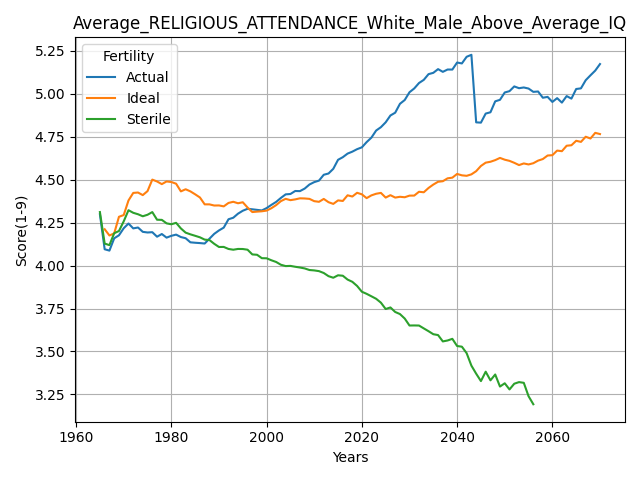 Average_RELIGIOUS_ATTENDANCE_White_Male_Above_Average_IQ
Fertility
Actual
Ideal
Sterile
Score(1-9)
5.25
5.00
4.75
4.50
4.25
4.00
3.75
3.50
3.25
1960 1980 2000 2020 2040 2060
Years